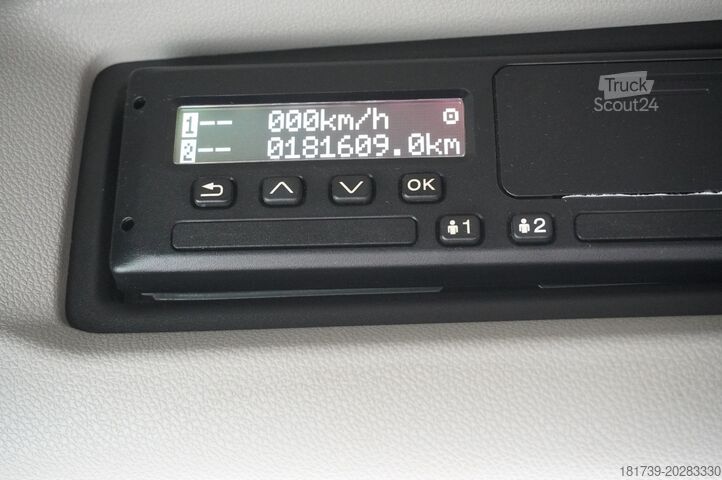 Truck
Scout24
1 -- 000km/h
2 -- 0181609.0km
OK
1 2
181739-20283330